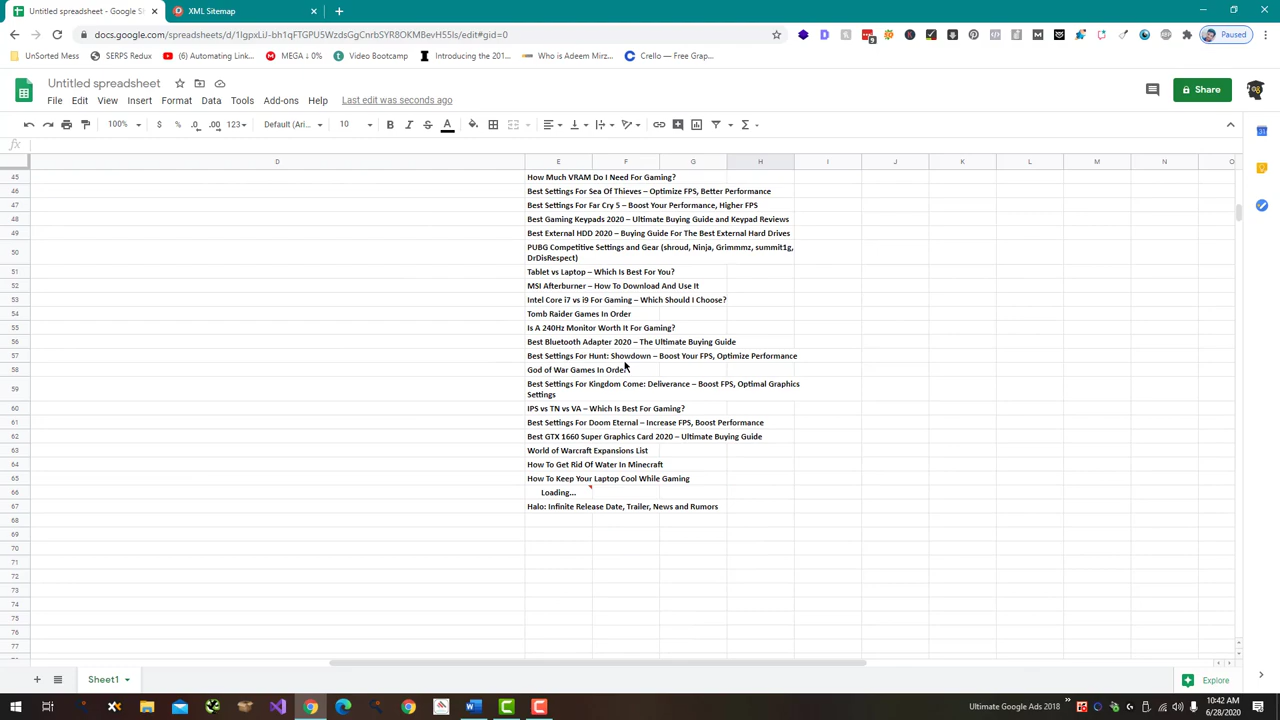 Untitled spreadsheet - Google S
XML Sitemap
docs.google.com/spreadsheets/d/
UnSorted Mess
SERPS Redux
(6) Automating Link...
MEGA ↓ 0%
Video Bootcamp
Introducing the 201...
Who is Adeem Mirz...
Crello — Free Grap...
Paused
Untitled spreadsheet
File Edit View Insert Format Data Tools Add-ons Help Last edit was seconds ago
Share
100% $ % .0 .00 123 Default (Ari... 10 B I S A
fx
D E F G H I J K L M N O
45 How Much VRAM Do I Need For Gaming?
46 Best Settings For Sea Of Thieves – Optimize FPS, Better Performance
47 Best Settings For Far Cry 5 – Boost Your Performance, Higher FPS
48 Best Gaming Keypads 2020 – Ultimate Buying Guide and Keypad Reviews
49 Best External HDD 2020 – Buying Guide For The Best External Hard Drives
50 PUBG Competitive Settings and Gear (shroud, Ninja, Grimmmz, summit1g,
DrDisRespect)
51 Tablet vs Laptop – Which Is Best For You?
52 MSI Afterburner – How To Download And Use It
53 Intel Core i7 vs i9 For Gaming – Which Should I Choose?
54 Tomb Raider Games In Order
55 Is A 240Hz Monitor Worth It For Gaming?
56 Best Bluetooth Adapter 2020 – The Ultimate Buying Guide
57 Best Settings For Hunt: Showdown – Boost Your FPS, Optimize Performance
58 God of War Games In Order
59 Best Settings For Kingdom Come: Deliverance – Boost FPS, Optimal Graphics
Settings
60 IPS vs TN vs VA – Which Is Best For Gaming?
61 Best Settings For Doom Eternal – Increase FPS, Boost Performance
62 Best GTX 1660 Super Graphics Card 2020 – Ultimate Buying Guide
63 World of Warcraft Expansions List
64 How To Get Rid Of Water In Minecraft
65 How To Keep Your Laptop Cool While Gaming
66 Loading...
67 Halo: Infinite Release Date, Trailer, News and Rumors
68
69
70
71
72
73
74
75
76
77
Sheet1
Explore
Ultimate Google Ads 2018
10:42 AM
6/28/2020